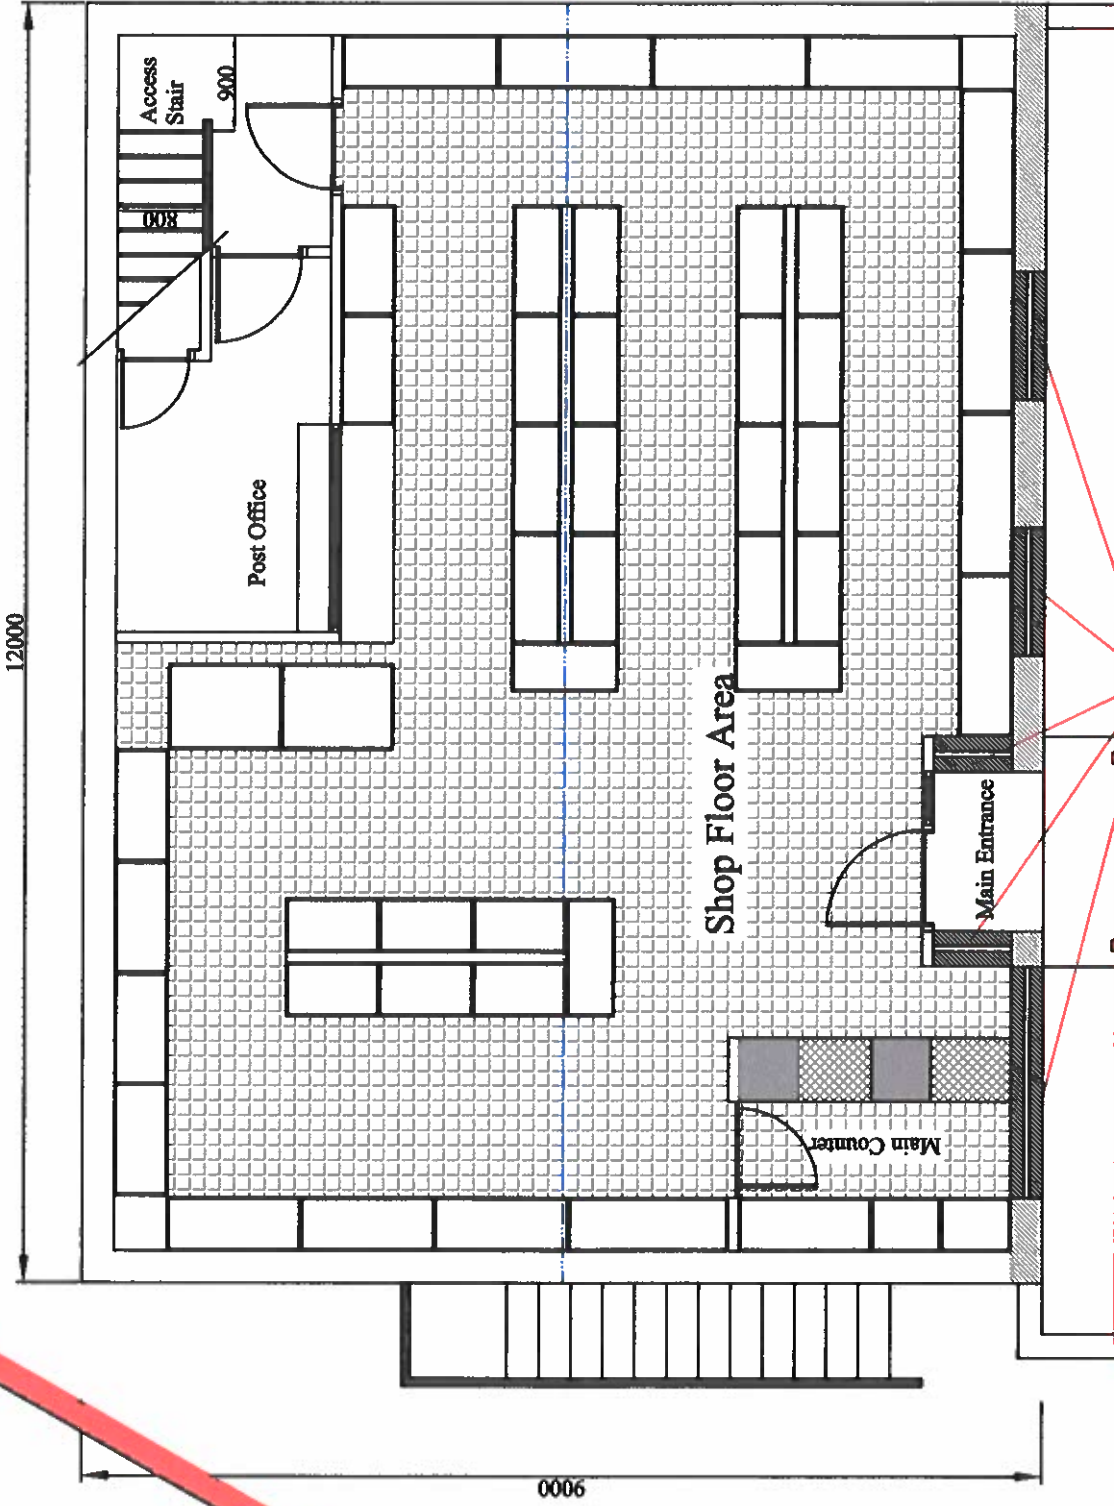 12000
Access
Stair
900
800
Post Office
Shop Floor Area
Main Entrance
Main Counter
9000